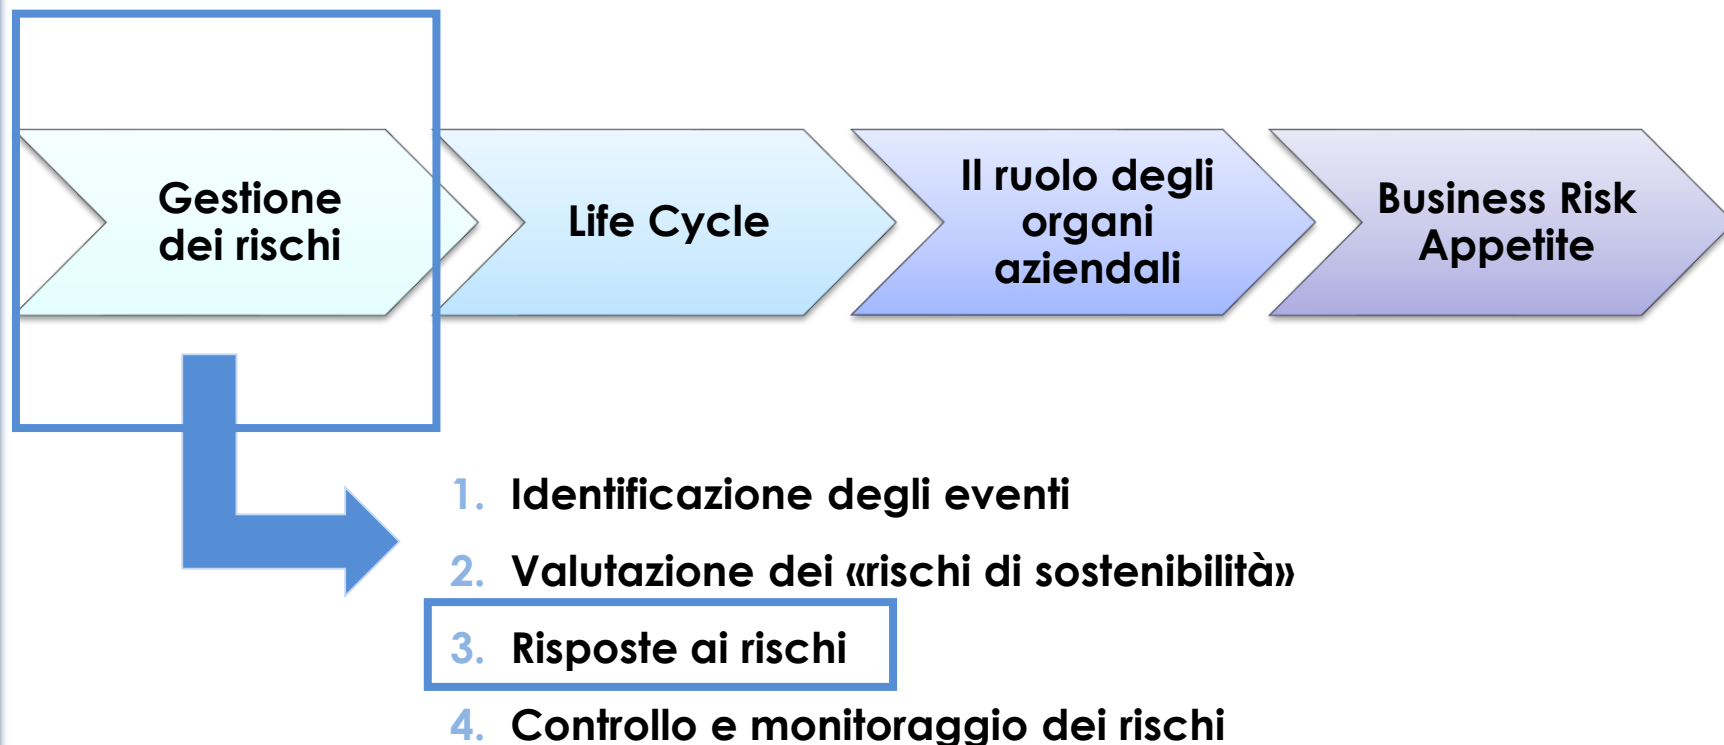 Gestione
dei rischi
Life Cycle
Il ruolo degli
organi
aziendali
Business Risk
Appetite
1. Identificazione degli eventi
2. Valutazione dei «rischi di sostenibilità»
3. Risposte ai rischi
4. Controllo e monitoraggio dei rischi